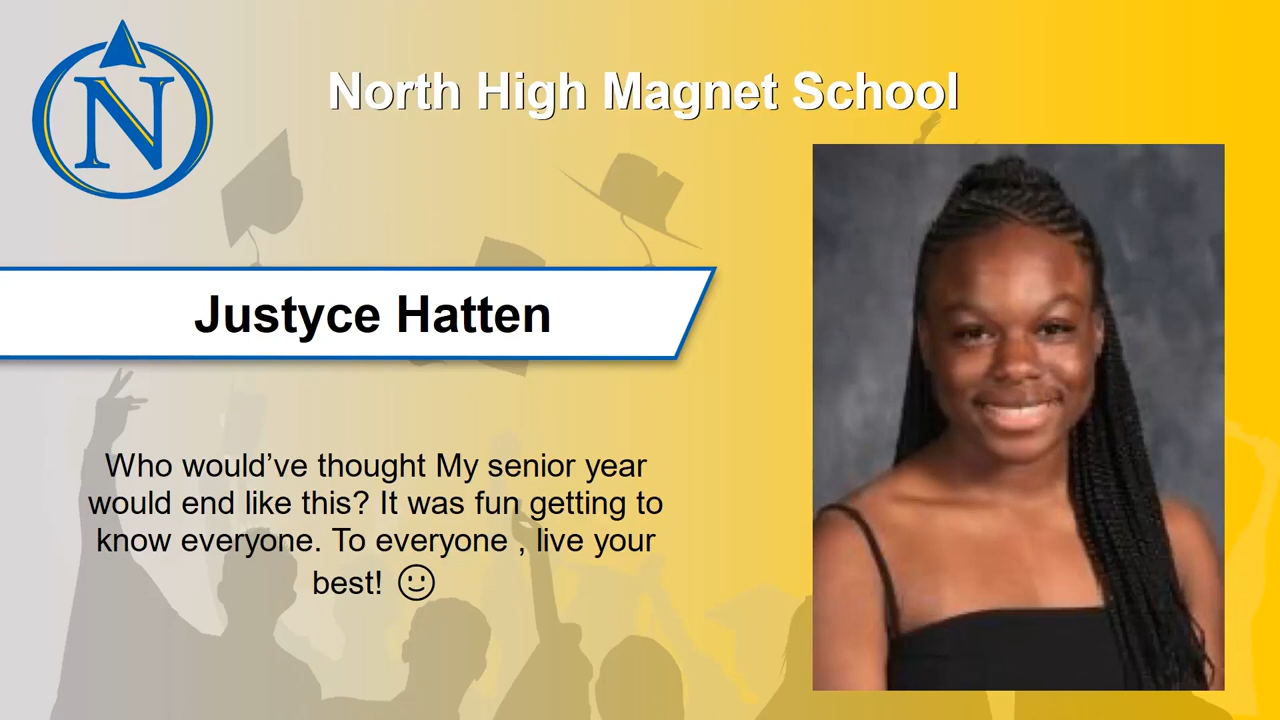 N
North High Magnet School
Justyce Hatten
Who would’ve thought My senior year
would end like this? It was fun getting to
know everyone. To everyone , live your
best! ☺